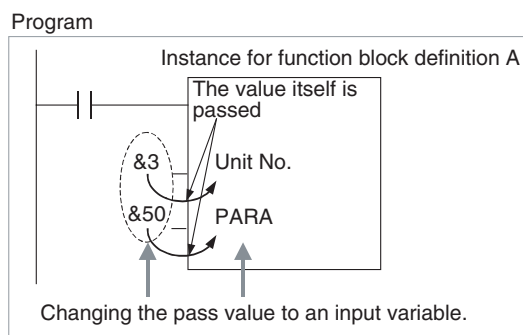 Program
Instance for function block definition A
The value itself is
passed
&3
Unit No.
&50
PARA
Changing the pass value to an input variable.